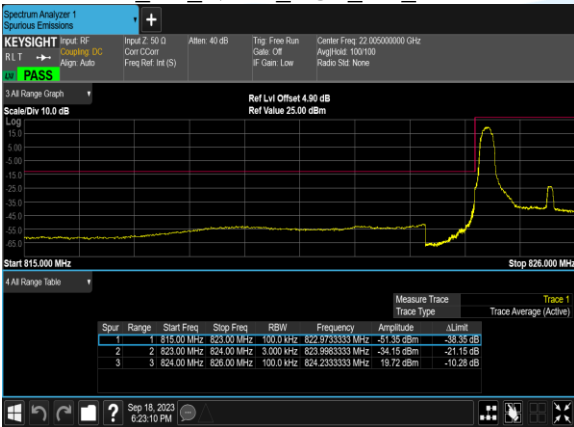 Spectrum Analyzer 1
Spurious Emissions
KEYSIGHT Input: RF Input Z: 50 Ω Atten: 40 dB Trig: Free Run Center Freq: 22.005000000 GHz
RLT Coupling: DC Corr CCorr Gate: Off Avg|Hold: 100/100
Align: Auto Freq Ref: Int (S) IF Gain: Low Radio Std: None
PASS
3 All Range Graph
Ref Lvl Offset 4.90 dB
Scale/Div 10.0 dB Ref Value 25.00 dBm
Log
15.0
5.00
-5.00
-15.0
-25.0
-35.0
-45.0
-55.0
-65.0
Start 815.000 MHz Stop 826.000 MHz
4 All Range Table
Measure Trace Trace 1
Trace Type Trace Average (Active)
Spur Range Start Freq Stop Freq RBW Frequency Amplitude ΔLimit
1 1 815.00 MHz 823.00 MHz 100.0 kHz 822.9733333 MHz -51.35 dBm -38.35 dB
2 2 823.00 MHz 824.00 MHz 3.000 kHz 823.9983333 MHz -34.15 dBm -21.15 dB
3 3 824.00 MHz 826.00 MHz 100.0 kHz 824.2333333 MHz 19.72 dBm -10.28 dB
Sep 18, 2023
6:23:10 PM